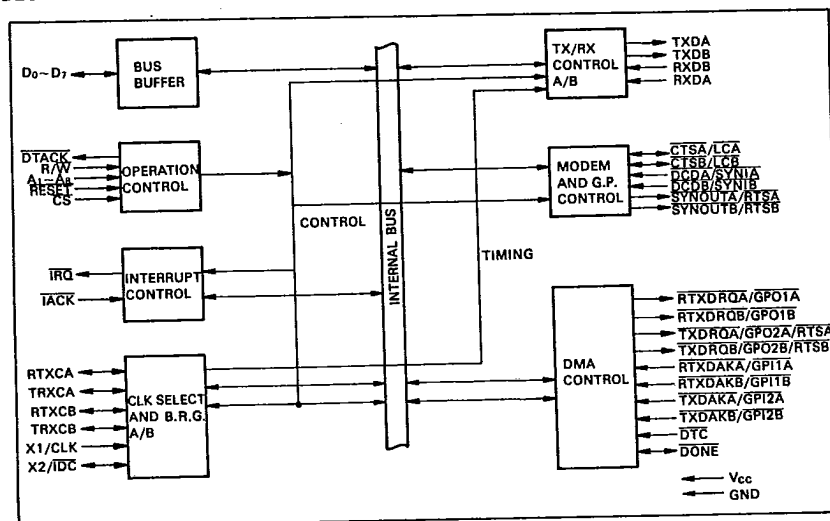 D₀~D₇
BUS
BUFFER
TX/RX
CONTROL
A/B
TXDA
TXDB
RXDB
RXDA
DTACK
R/W
A₁~A₆
RESET
CS
OPERATION
CONTROL
MODEM
AND G.P.
CONTROL
CTSA/LCA
CTSB/LCB
DCDA/SYNIA
DCDB/SYNIB
SYNOUTA/RTSA
SYNOUTB/RTSB
CONTROL
INTERNAL BUS
TIMING
IRQ
IACK
INTERRUPT
CONTROL
RTXCA
TRXCA
RTXCB
TRXCB
X1/CLK
X2/IDC
CLK SELECT
AND B.R.G.
A/B
DMA
CONTROL
RTXDRQA/GPO1A
RTXDRQB/GPO1B
TXDRQA/GPO2A/RTSA
TXDRQB/GPO2B/RTSB
RTXDAKA/GPI1A
RTXDAKB/GPI1B
TXDAKA/GPI2A
TXDAKB/GPI2B
DTC
DONE
Vcc
GND